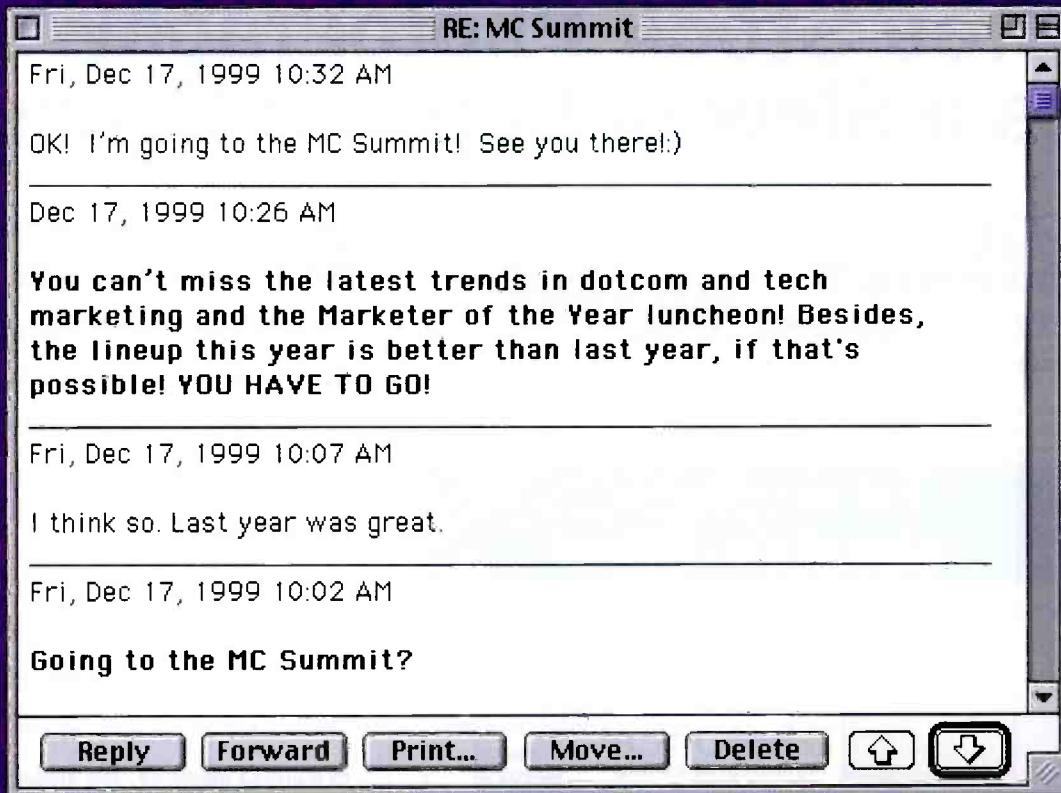 RE: MC Summit
Fri, Dec 17, 1999 10:32 AM
OK! I'm going to the MC Summit! See you there!:)
Dec 17, 1999 10:26 AM
You can't miss the latest trends in dotcom and tech
marketing and the Marketer of the Year luncheon! Besides,
the lineup this year is better than last year, if that's
possible! YOU HAVE TO GO!
Fri, Dec 17, 1999 10:07 AM
I think so. Last year was great.
Fri, Dec 17, 1999 10:02 AM
Going to the MC Summit?
Reply Forward Print... Move... Delete